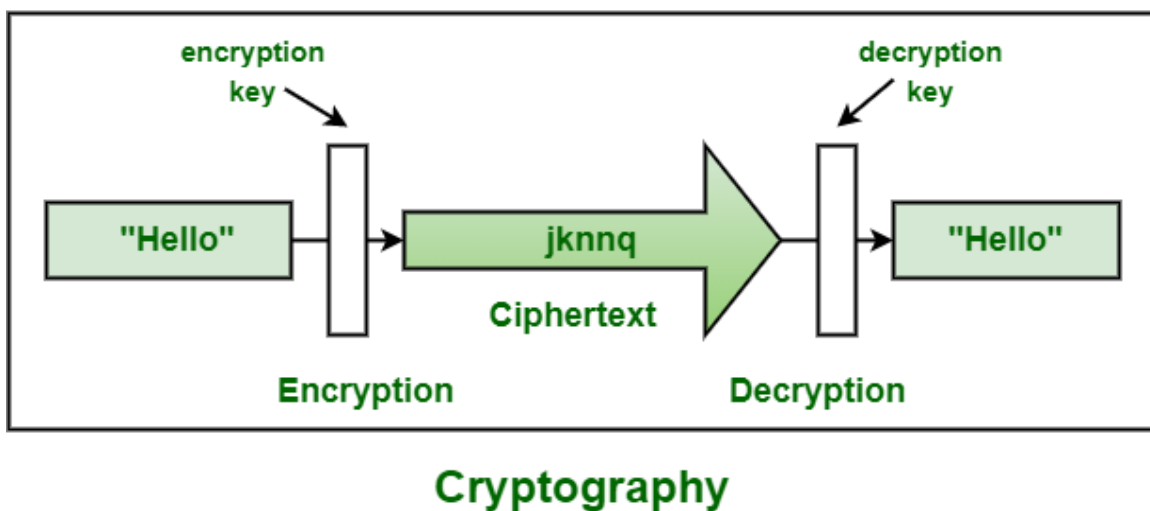 encryption
key
decryption
key
"Hello"
jknnq
"Hello"
Ciphertext
Encryption
Decryption
Cryptography